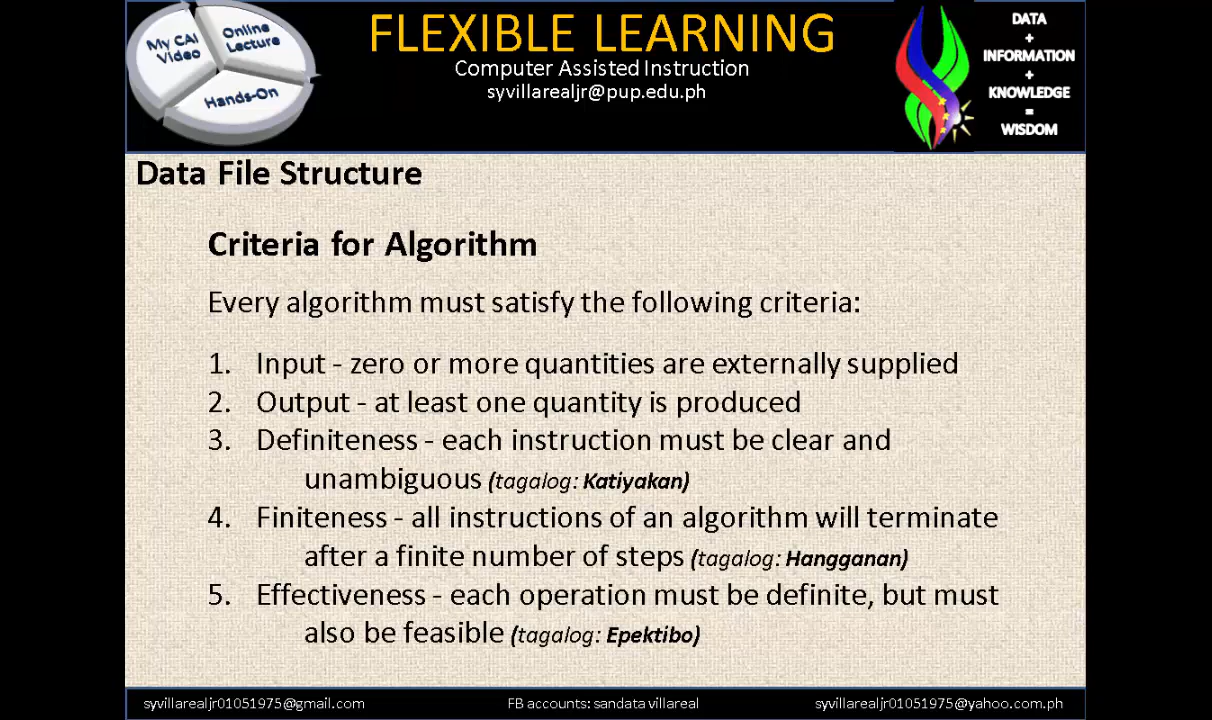 My CAI
Video
Online
Lecture
Hands-On
FLEXIBLE LEARNING
Computer Assisted Instruction
syvillarealjr@pup.edu.ph
DATA
+
INFORMATION
+
KNOWLEDGE
=
WISDOM
Data File Structure
Criteria for Algorithm
Every algorithm must satisfy the following criteria:
1. Input - zero or more quantities are externally supplied
2. Output - at least one quantity is produced
3. Definiteness - each instruction must be clear and
unambiguous (tagalog: Katiyakan)
4. Finiteness - all instructions of an algorithm will terminate
after a finite number of steps (tagalog: Hangganan)
5. Effectiveness - each operation must be definite, but must
also be feasible (tagalog: Epektibo)
syvillarealjr01051975@gmail.com
FB accounts: sandata villareal
syvillarealjr01051975@yahoo.com.ph